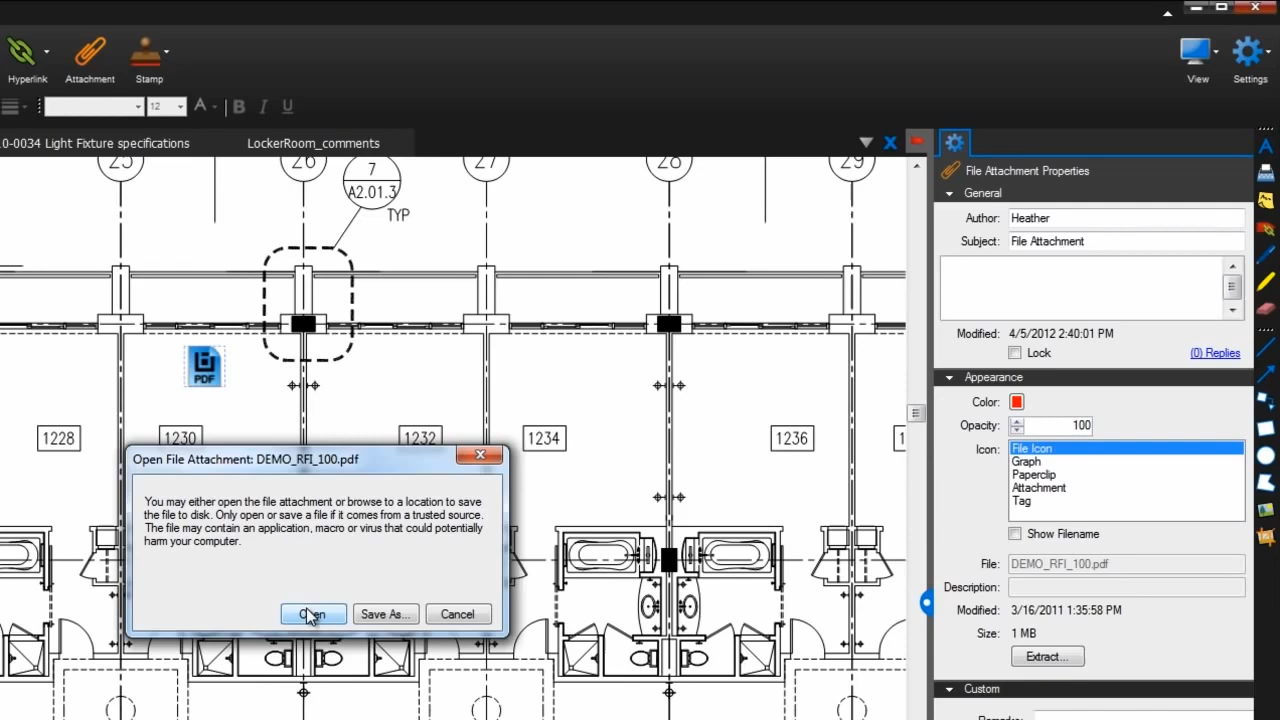 Hyperlink
Attachment
Stamp
View
Settings
12
A
B
I
U
0-0034 Light Fixture specifications
LockerRoom_comments
25
26
27
28
29
7
A2.01.3
TYP
PDF
1228
1230
1232
1234
1236
1
Open File Attachment: DEMO_RFI_100.pdf
You may either open the file attachment or browse to a location to save
the file to disk. Only open or save a file if it comes from a trusted source.
The file may contain an application, macro or virus that could potentially
harm your computer.
Open
Save As...
Cancel
File Attachment Properties
General
Author: Heather
Subject: File Attachment
Modified: 4/5/2012 2:40:01 PM
Lock
(0) Replies
Appearance
Color:
Opacity: 100
Icon: File Icon
Graph
Paperclip
Attachment
Tag
Show Filename
File: DEMO_RFI_100.pdf
Description:
Modified: 3/16/2011 1:35:58 PM
Size: 1 MB
Extract...
Custom